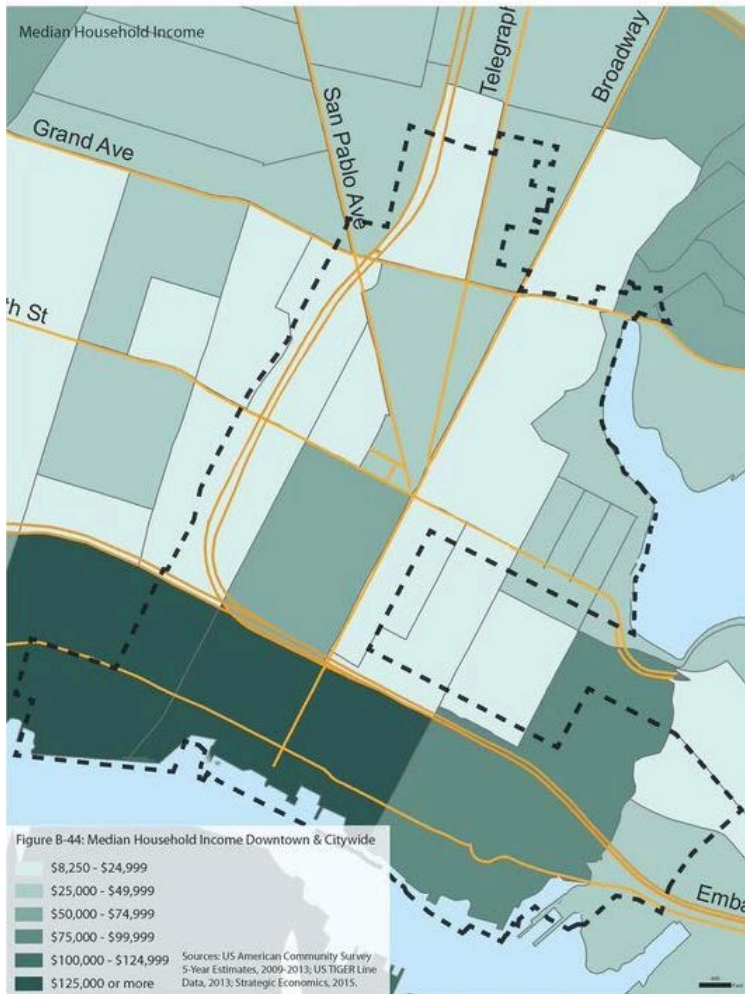 Median Household Income
Grand Ave
San Pablo Ave
Telegraph
Broadway
th St
Figure B-44: Median Household Income Downtown & Citywide
$8,250 - $24,999
$25,000 - $49,999
$50,000 - $74,999
$75,000 - $99,999
$100,000 - $124,999
$125,000 or more
Sources: US American Community Survey
5-Year Estimates, 2009-2013; US TIGER Line
Data, 2013; Strategic Economics, 2015.
Emba